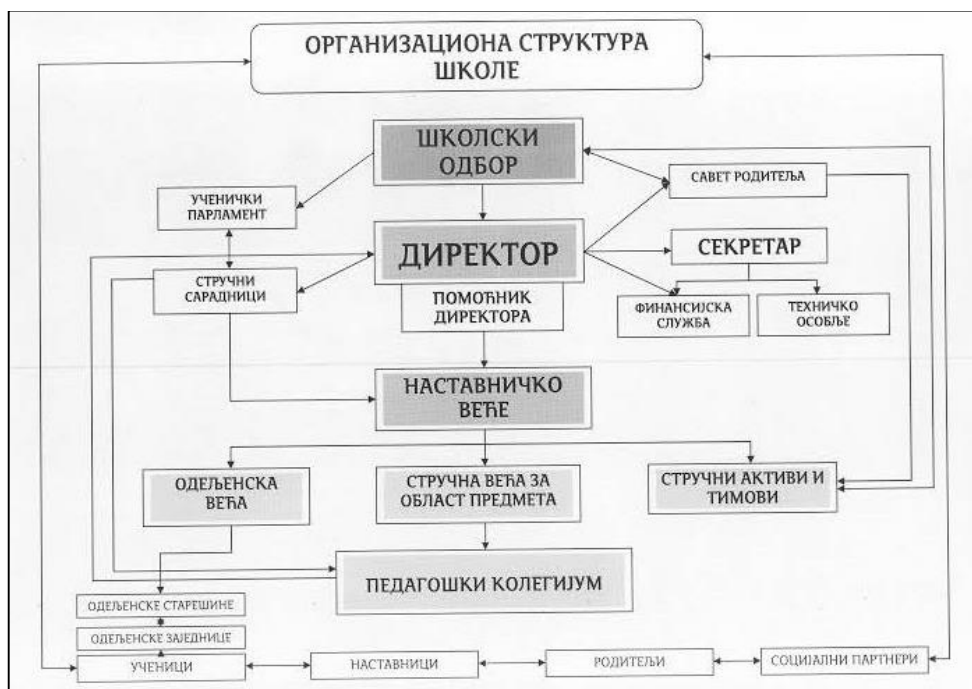 ОРГАНИЗАЦИОНА СТРУКТУРА
ШКОЛЕ
ШКОЛСКИ
ОДБОР
САВЕТ РОДИТЕЉА
УЧЕНИЧКИ
ПАРЛАМЕНТ
ДИРЕКТОР
СЕКРЕТАР
СТРУЧНИ
САРАДНИЦИ
ПОМОЋНИК
ДИРЕКТОРА
ФИНАНСИЈСКА
СЛУЖБА
ТЕХНИЧКО
ОСОБЉЕ
НАСТАВНИЧКО
ВЕЋЕ
ОДЕЉЕНСКА
ВЕЋА
СТРУЧНА ВЕЋА ЗА
ОБЛАСТ ПРЕДМЕТА
СТРУЧНИ АКТИВИ И
ТИМОВИ
ПЕДАГОШКИ КОЛЕГИЈУМ
ОДЕЉЕНСКЕ СТАРЕШИНЕ
ОДЕЉЕНСКЕ ЗАЈЕДНИЦЕ
УЧЕНИЦИ
НАСТАВНИЦИ
РОДИТЕЉИ
СОЦИЈАЛНИ ПАРТНЕРИ